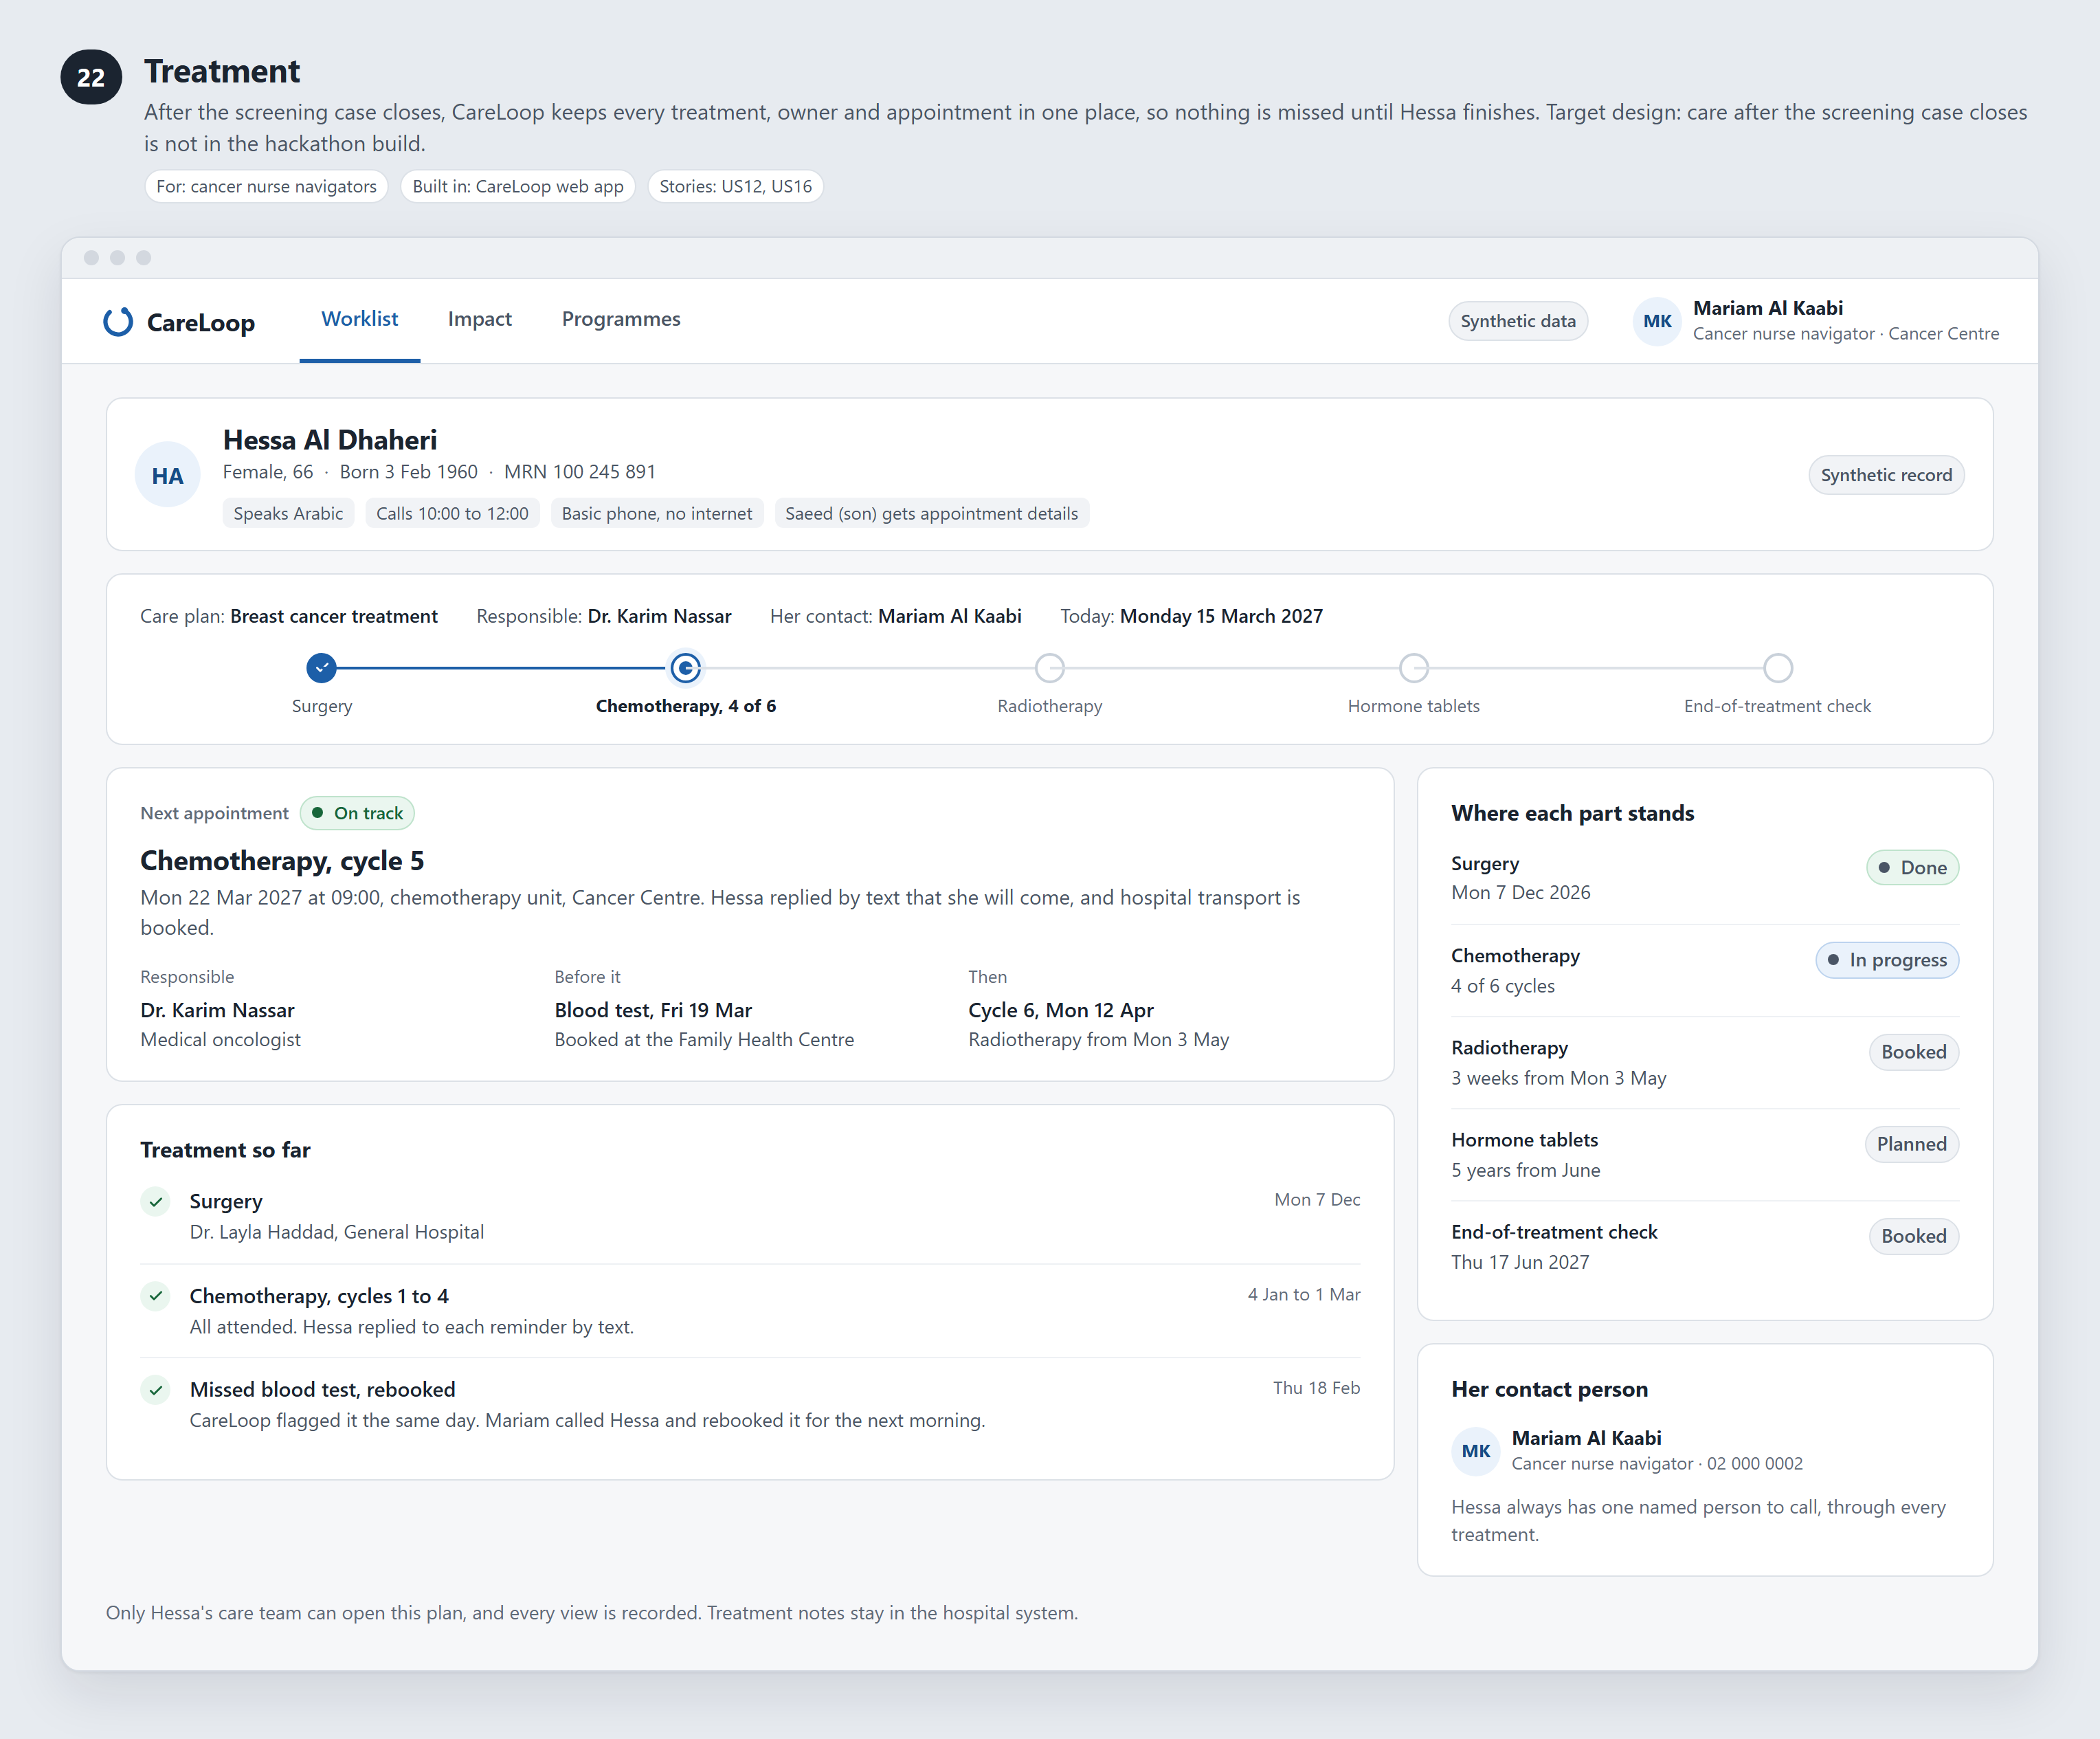 22
Treatment
After the screening case closes, CareLoop keeps every treatment, owner and appointment in one place, so nothing is missed until Hessa finishes. Target design: care after the screening case closes
is not in the hackathon build.
For: cancer nurse navigators
Built in: CareLoop web app
Stories: US12, US16
CareLoop
Worklist
Impact
Programmes
Synthetic data
MK
Mariam Al Kaabi
Cancer nurse navigator · Cancer Centre
HA
Hessa Al Dhaheri
Female, 66 · Born 3 Feb 1960 · MRN 100 245 891
Speaks Arabic
Calls 10:00 to 12:00
Basic phone, no internet
Saeed (son) gets appointment details
Synthetic record
Care plan: Breast cancer treatment
Responsible: Dr. Karim Nassar
Her contact: Mariam Al Kaabi
Today: Monday 15 March 2027
Surgery
Chemotherapy, 4 of 6
Radiotherapy
Hormone tablets
End-of-treatment check
Next appointment
On track
Chemotherapy, cycle 5
Mon 22 Mar 2027 at 09:00, chemotherapy unit, Cancer Centre. Hessa replied by text that she will come, and hospital transport is
booked.
Responsible
Dr. Karim Nassar
Medical oncologist
Before it
Blood test, Fri 19 Mar
Booked at the Family Health Centre
Then
Cycle 6, Mon 12 Apr
Radiotherapy from Mon 3 May
Treatment so far
Surgery
Mon 7 Dec
Dr. Layla Haddad, General Hospital
Chemotherapy, cycles 1 to 4
4 Jan to 1 Mar
All attended. Hessa replied to each reminder by text.
Missed blood test, rebooked
Thu 18 Feb
CareLoop flagged it the same day. Mariam called Hessa and rebooked it for the next morning.
Where each part stands
Surgery
Done
Mon 7 Dec 2026
Chemotherapy
In progress
4 of 6 cycles
Radiotherapy
Booked
3 weeks from Mon 3 May
Hormone tablets
Planned
5 years from June
End-of-treatment check
Booked
Thu 17 Jun 2027
Her contact person
MK
Mariam Al Kaabi
Cancer nurse navigator · 02 000 0002
Hessa always has one named person to call, through every
treatment.
Only Hessa's care team can open this plan, and every view is recorded. Treatment notes stay in the hospital system.